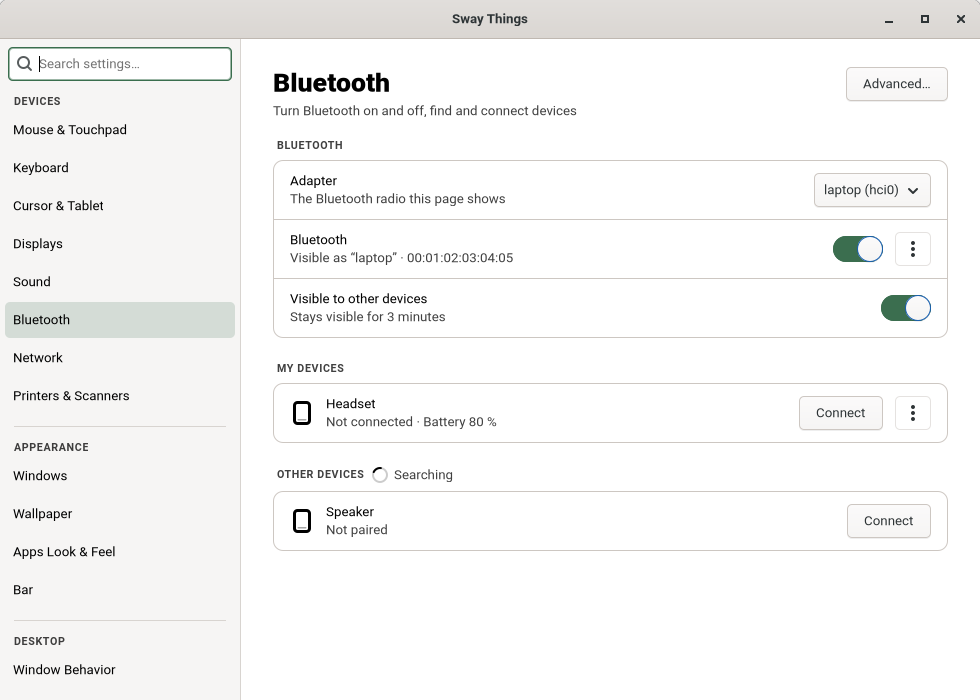 Sway Things
Search settings…
DEVICES
Mouse & Touchpad
Keyboard
Cursor & Tablet
Displays
Sound
Bluetooth
Network
Printers & Scanners
APPEARANCE
Windows
Wallpaper
Apps Look & Feel
Bar
DESKTOP
Window Behavior
Bluetooth
Turn Bluetooth on and off, find and connect devices
Advanced…
BLUETOOTH
Adapter
The Bluetooth radio this page shows
laptop (hci0)
Bluetooth
Visible as “laptop” · 00:01:02:03:04:05
Visible to other devices
Stays visible for 3 minutes
MY DEVICES
Headset
Not connected · Battery 80 %
Connect
OTHER DEVICES Searching
Speaker
Not paired
Connect